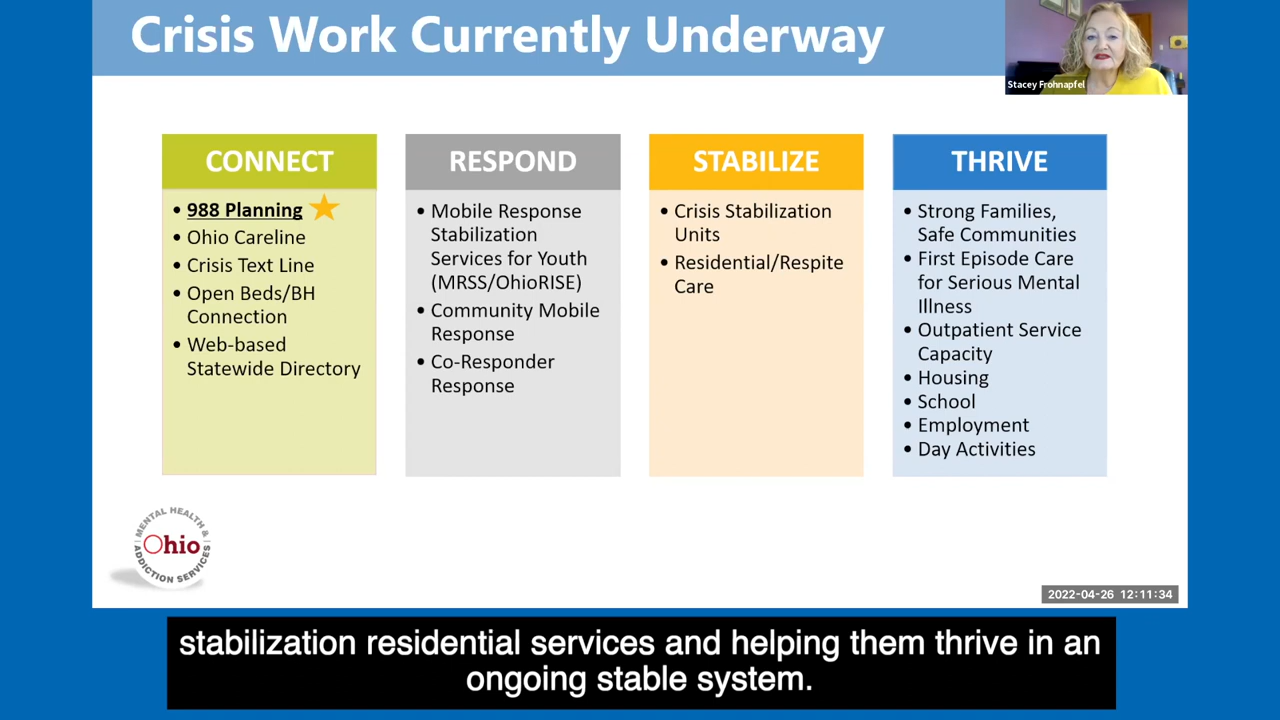 Crisis Work Currently Underway
Stacey Frohnapfel
CONNECT
• 988 Planning
• Ohio Careline
• Crisis Text Line
• Open Beds/BH
Connection
• Web-based
Statewide Directory
RESPOND
• Mobile Response
Stabilization
Services for Youth
(MRSS/OhioRISE)
• Community Mobile
Response
• Co-Responder
Response
STABILIZE
• Crisis Stabilization
Units
• Residential/Respite
Care
THRIVE
• Strong Families,
Safe Communities
• First Episode Care
for Serious Mental
Illness
• Outpatient Service
Capacity
• Housing
• School
• Employment
• Day Activities
MENTAL HEALTH &
Ohio
ADDICTION SERVICES
2022-04-26 12:11:34
stabilization residential services and helping them thrive in an
ongoing stable system.